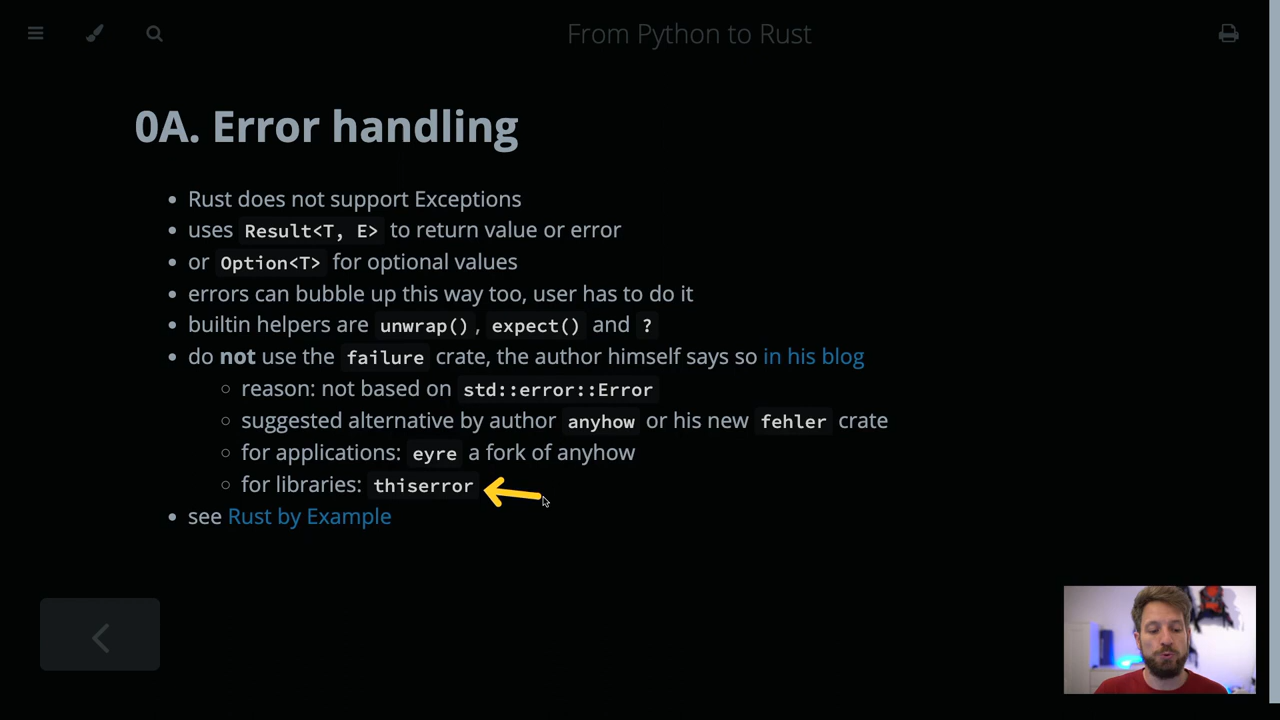 From Python to Rust
0A. Error handling
• Rust does not support Exceptions
• uses Result<T, E> to return value or error
• or Option<T> for optional values
• errors can bubble up this way too, user has to do it
• builtin helpers are unwrap(), expect() and ?
• do not use the failure crate, the author himself says so in his blog
◦ reason: not based on std::error::Error
◦ suggested alternative by author anyhow or his new fehler crate
◦ for applications: eyre a fork of anyhow
◦ for libraries: thiserror
• see Rust by Example